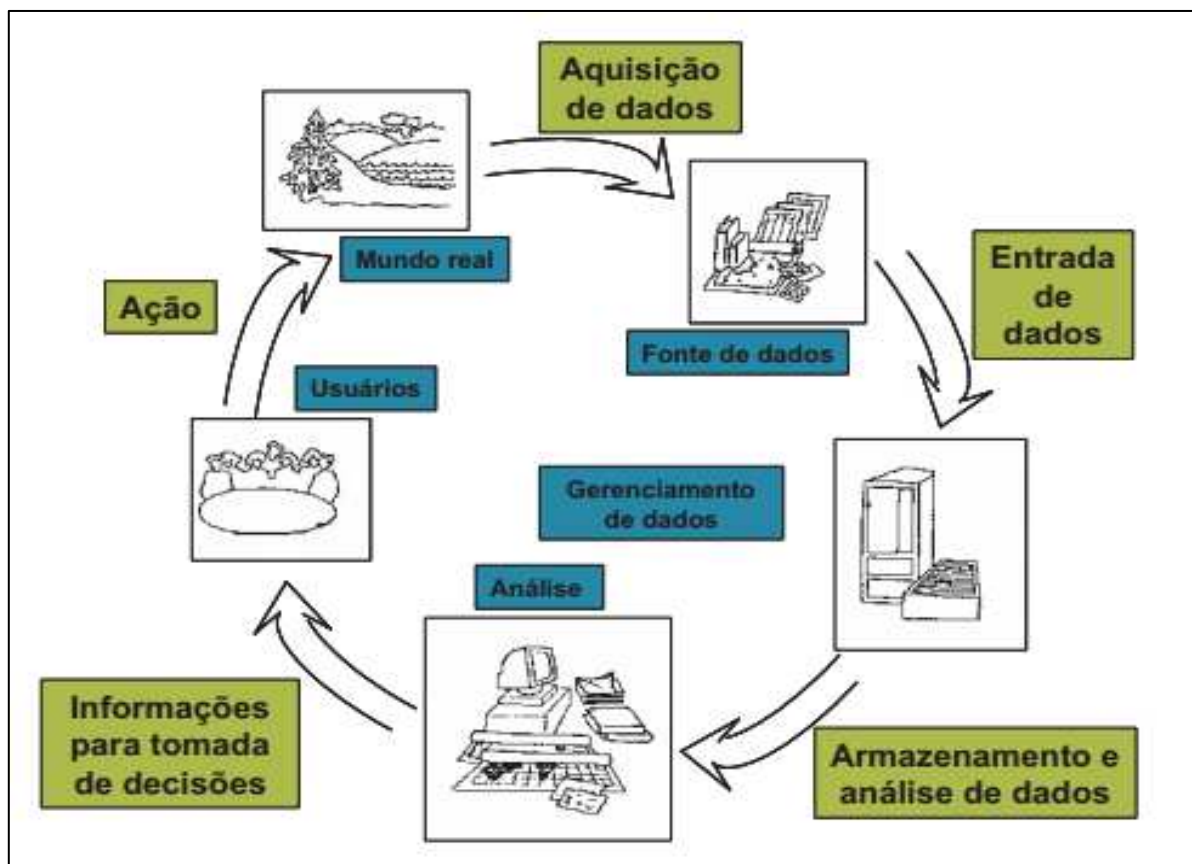 Aquisição
de dados
Mundo real
Entrada
de
dados
Fonte de dados
Ação
Usuários
Gerenciamento
de dados
Análise
Informações
para tomada
de decisões
Armazenamento e
análise de dados